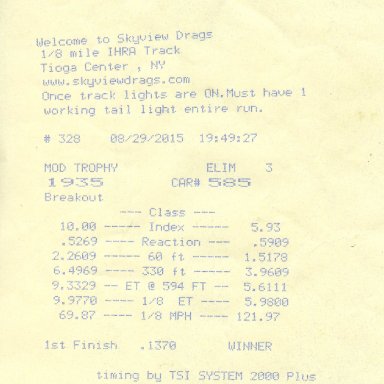 Welcome to Skyview Drags
1/8 mile IHRA Track
Tioga Center , NY
www.skyviewdrags.com
Once track lights are ON.Must have 1
working tail light entire run.
# 328 08/29/2015 19:49:27
MOD TROPHY ELIM 3
1935 CAR# 585
Breakout
--- Class ---
10.00 ----- Index ----- 5.93
.5269 ---- Reaction ---- .5909
2.2609 ----- 60 ft ----- 1.5178
6.4969 ---- 330 ft ----- 3.9609
9.3329 -- ET @ 594 FT -- 5.6111
9.9770 ---- 1/8 ET ---- 5.9800
69.87 ---- 1/8 MPH ---- 121.97
1st Finish .1370 WINNER
timing by TSI SYSTEM 2000 Plus